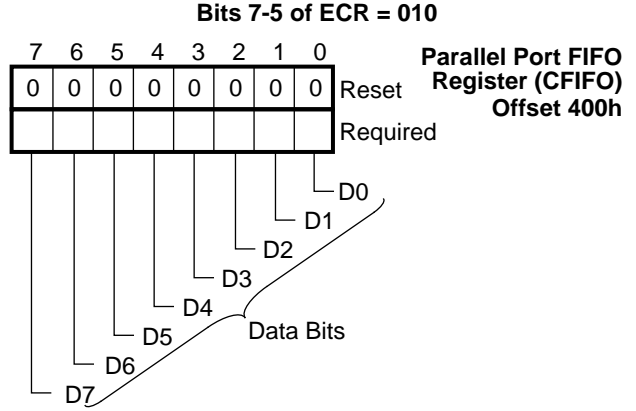 Bits 7-5 of ECR = 010
7 6 5 4 3 2 1 0
Parallel Port FIFO
Register (CFIFO)
Offset 400h
0 0 0 0 0 0 0 0 Reset
Required
D0
D1
D2
D3
D4
D5
D6
D7
Data Bits